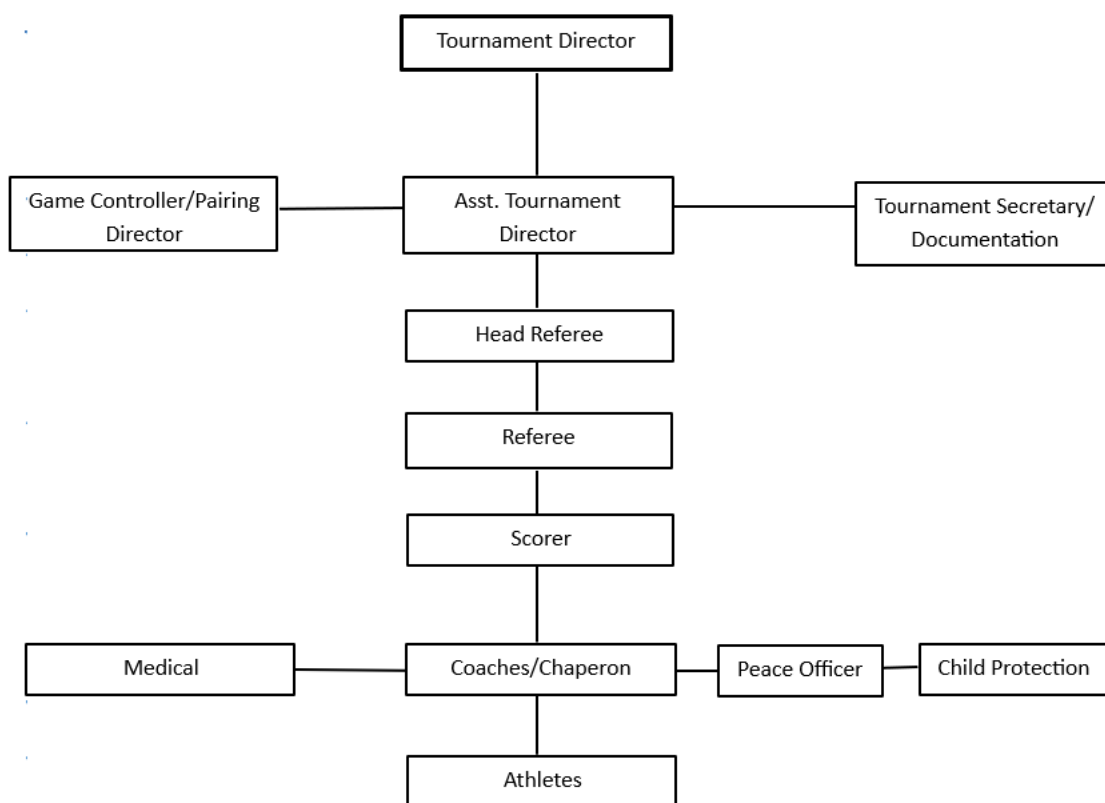 Tournament Director
Game Controller/Pairing
Director
Asst. Tournament
Director
Tournament Secretary/
Documentation
Head Referee
Referee
Scorer
Medical
Coaches/Chaperon
Peace Officer
Child Protection
Athletes